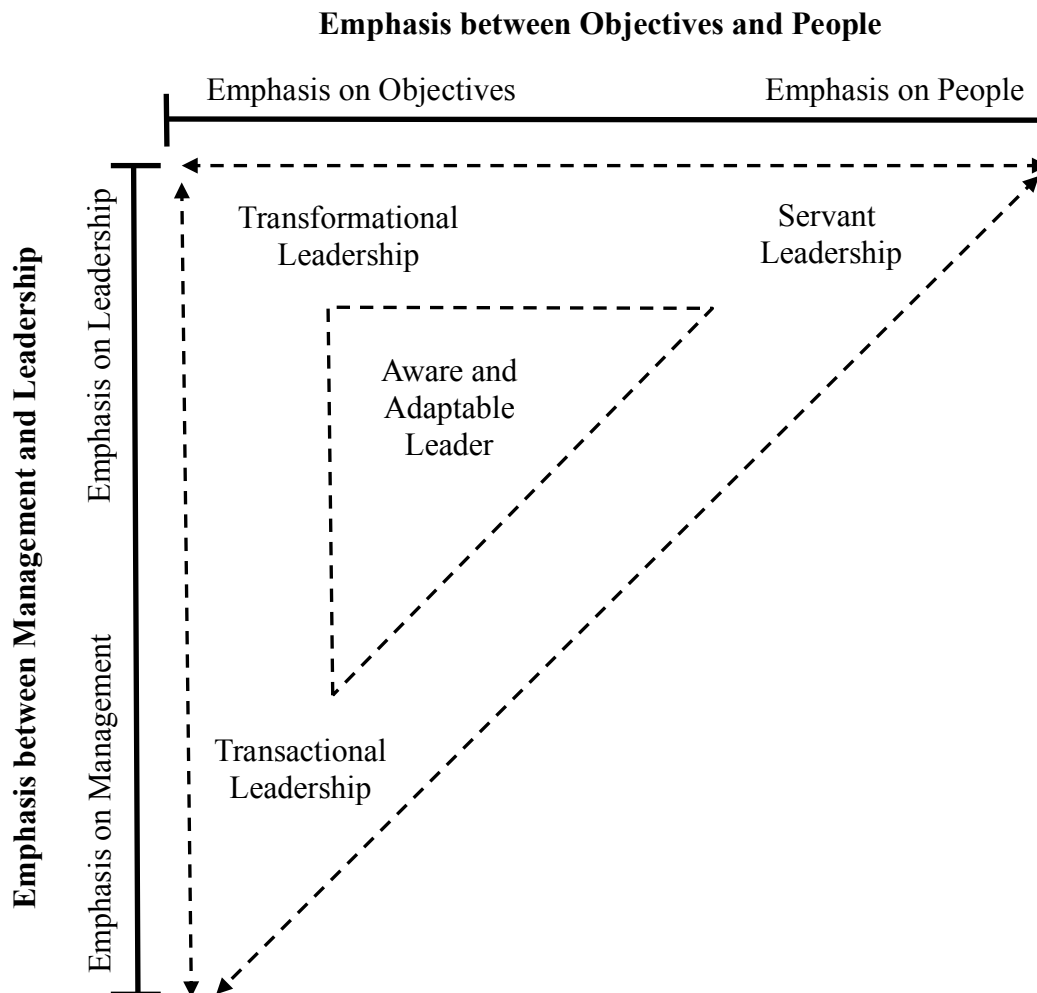 Emphasis between Objectives and People
Emphasis on Objectives
Emphasis on People
Emphasis between Management and Leadership
Emphasis on Leadership
Emphasis on Management
Transformational
Leadership
Servant
Leadership
Aware and
Adaptable
Leader
Transactional
Leadership